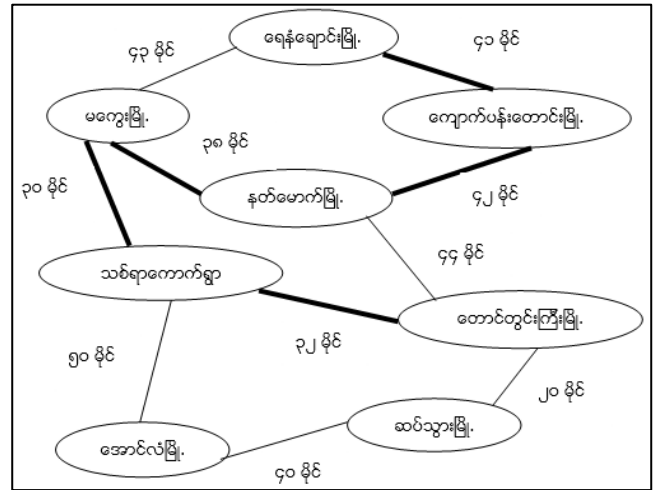 ရေနံချောင်းမြို့
၄၃ မိုင်
၄၁ မိုင်
မကွေးမြို့
ကျောက်ပန်းတောင်းမြို့
၃၈ မိုင်
၃၀ မိုင်
နတ်မောက်မြို့
၄၂ မိုင်
၄၄ မိုင်
သစ်ရာကောက်ရွာ
တောင်တွင်းကြီးမြို့
၃၂ မိုင်
၅၀ မိုင်
၂၀ မိုင်
ဆပ်သွားမြို့
အောင်လံမြို့
၄၀ မိုင်